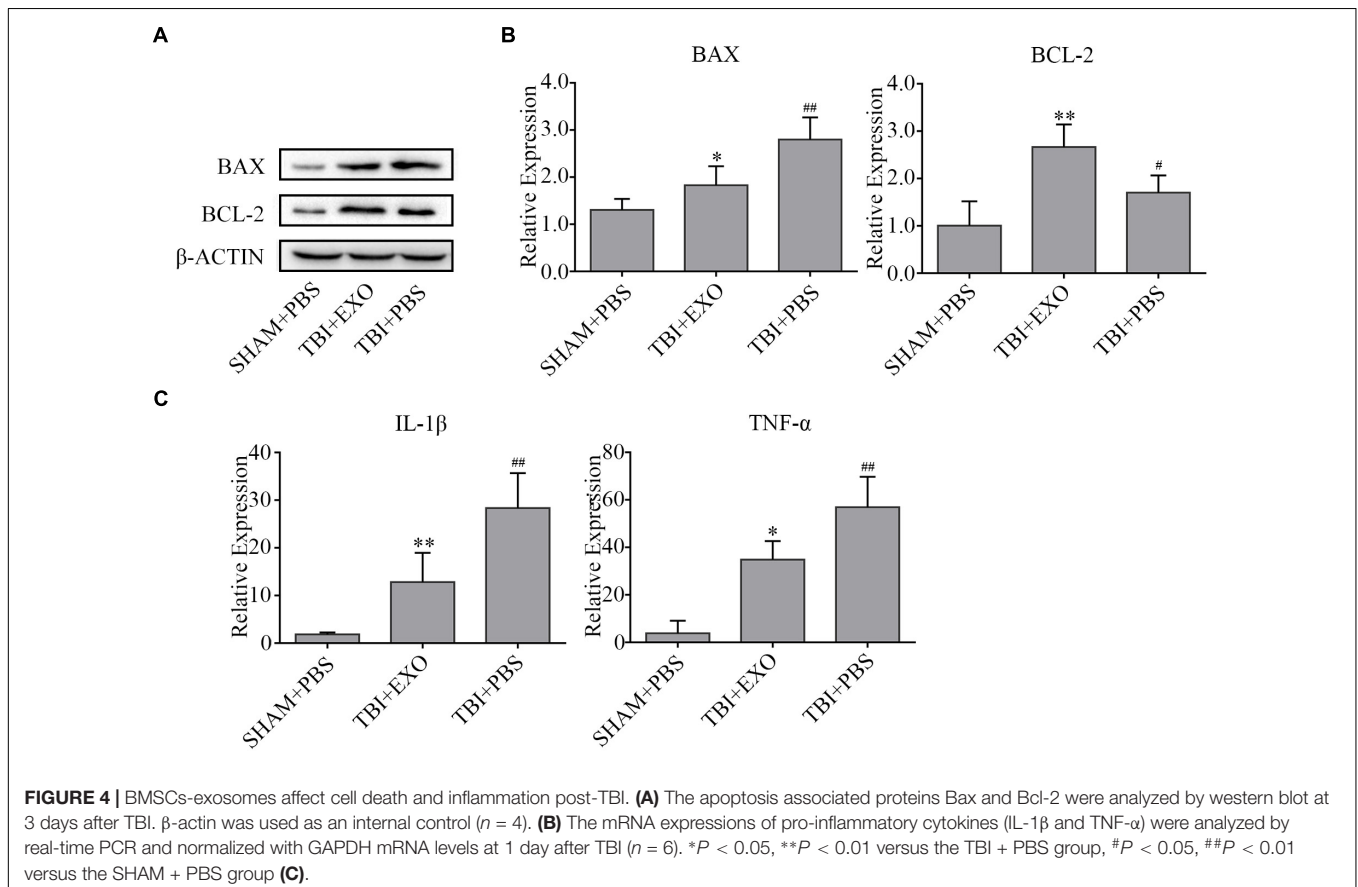 A
BAX
BCL-2
β-ACTIN
SHAM+PBS
TBI+EXO
TBI+PBS
B
BAX
Relative Expression
4.0
3.0
2.0
1.0
0.0
*
##
SHAM+PBS
TBI+EXO
TBI+PBS
BCL-2
Relative Expression
4.0
3.0
2.0
1.0
0.0
**
#
SHAM+PBS
TBI+EXO
TBI+PBS
C
IL-1β
Relative Expression
40
30
20
10
0
**
##
SHAM+PBS
TBI+EXO
TBI+PBS
TNF-α
Relative Expression
80
60
40
20
0
*
##
SHAM+PBS
TBI+EXO
TBI+PBS
FIGURE 4 | BMSCs-exosomes affect cell death and inflammation post-TBI. (A) The apoptosis associated proteins Bax and Bcl-2 were analyzed by western blot at
3 days after TBI. β-actin was used as an internal control (n = 4). (B) The mRNA expressions of pro-inflammatory cytokines (IL-1β and TNF-α) were analyzed by
real-time PCR and normalized with GAPDH mRNA levels at 1 day after TBI (n = 6). *P < 0.05, **P < 0.01 versus the TBI + PBS group, #P < 0.05, ##P < 0.01
versus the SHAM + PBS group (C).